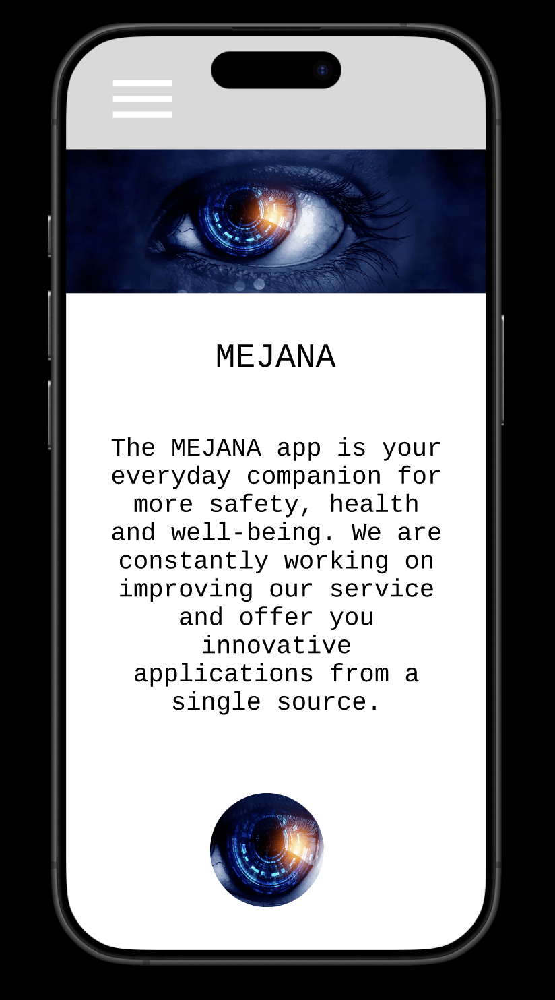 MEJANA
The MEJANA app is your
everyday companion for
more safety, health
and well-being. We are
constantly working on
improving our service
and offer you
innovative
applications from a
single source.